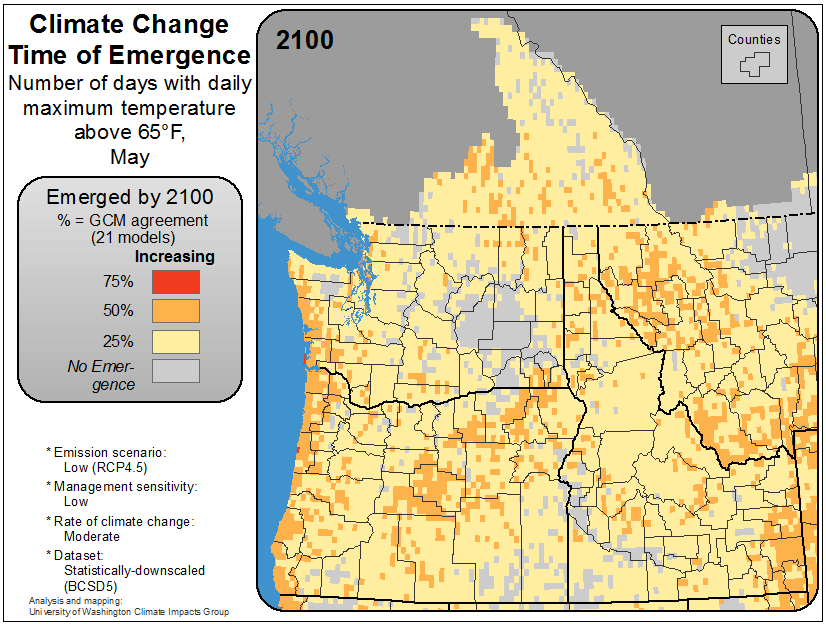 Climate Change
Time of Emergence
Number of days with daily
maximum temperature
above 65°F,
May
Emerged by 2100
% = GCM agreement
(21 models)
Increasing
75%
50%
25%
No Emer-
gence
* Emission scenario:
Low (RCP4.5)
* Management sensitivity:
Low
* Rate of climate change:
Moderate
* Dataset:
Statistically-downscaled
(BCSD5)
Analysis and mapping:
University of Washington Climate Impacts Group
2100
Counties